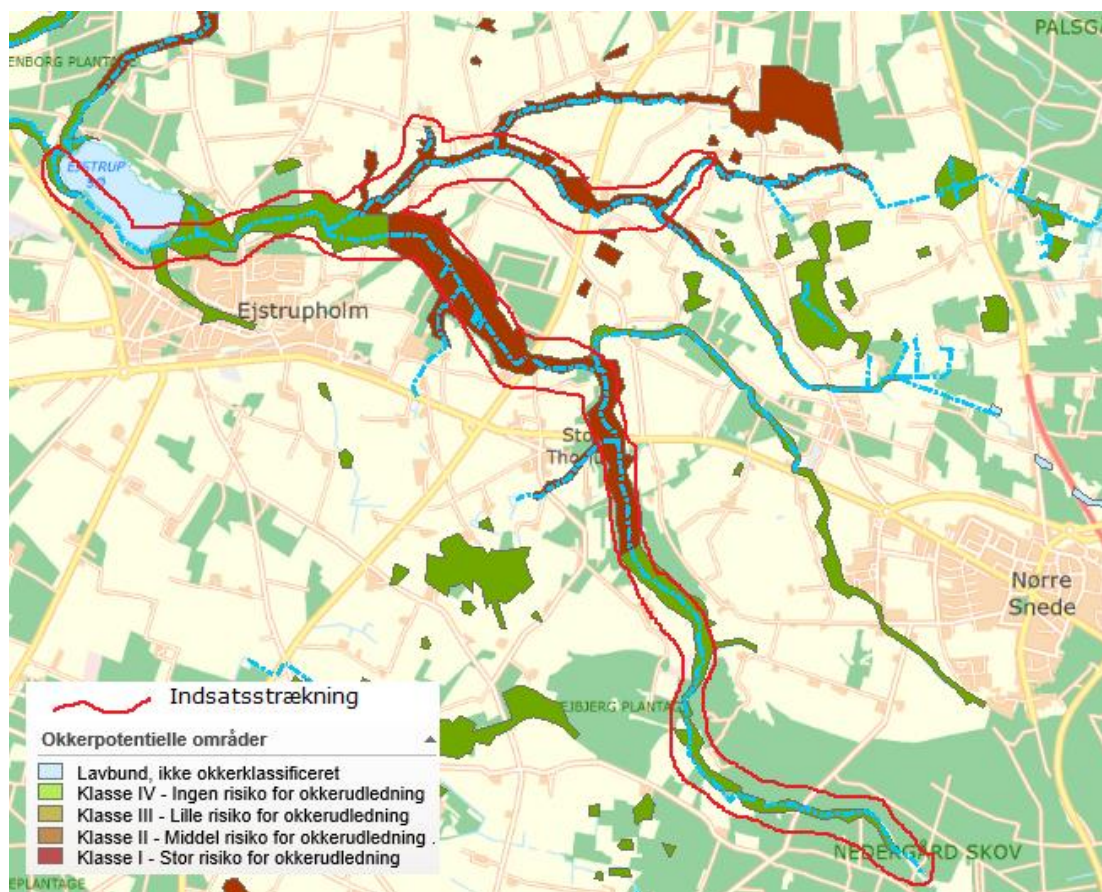 PALSGA
ENBORG PLANTAGE
EJSTRUP
SØ
Ejstrupholm
Sto
Nørre
Snede
EJBJERG PLANTAG
NEDERGÅRD SKOV
EPLANTAGE
Indsatsstrækning
Okkerpotentielle områder
Lavbund, ikke okkerklassificeret
Klasse IV - Ingen risiko for okkerudledning
Klasse III - Lille risiko for okkerudledning
Klasse II - Middel risiko for okkerudledning .
Klasse I - Stor risiko for okkerudledning